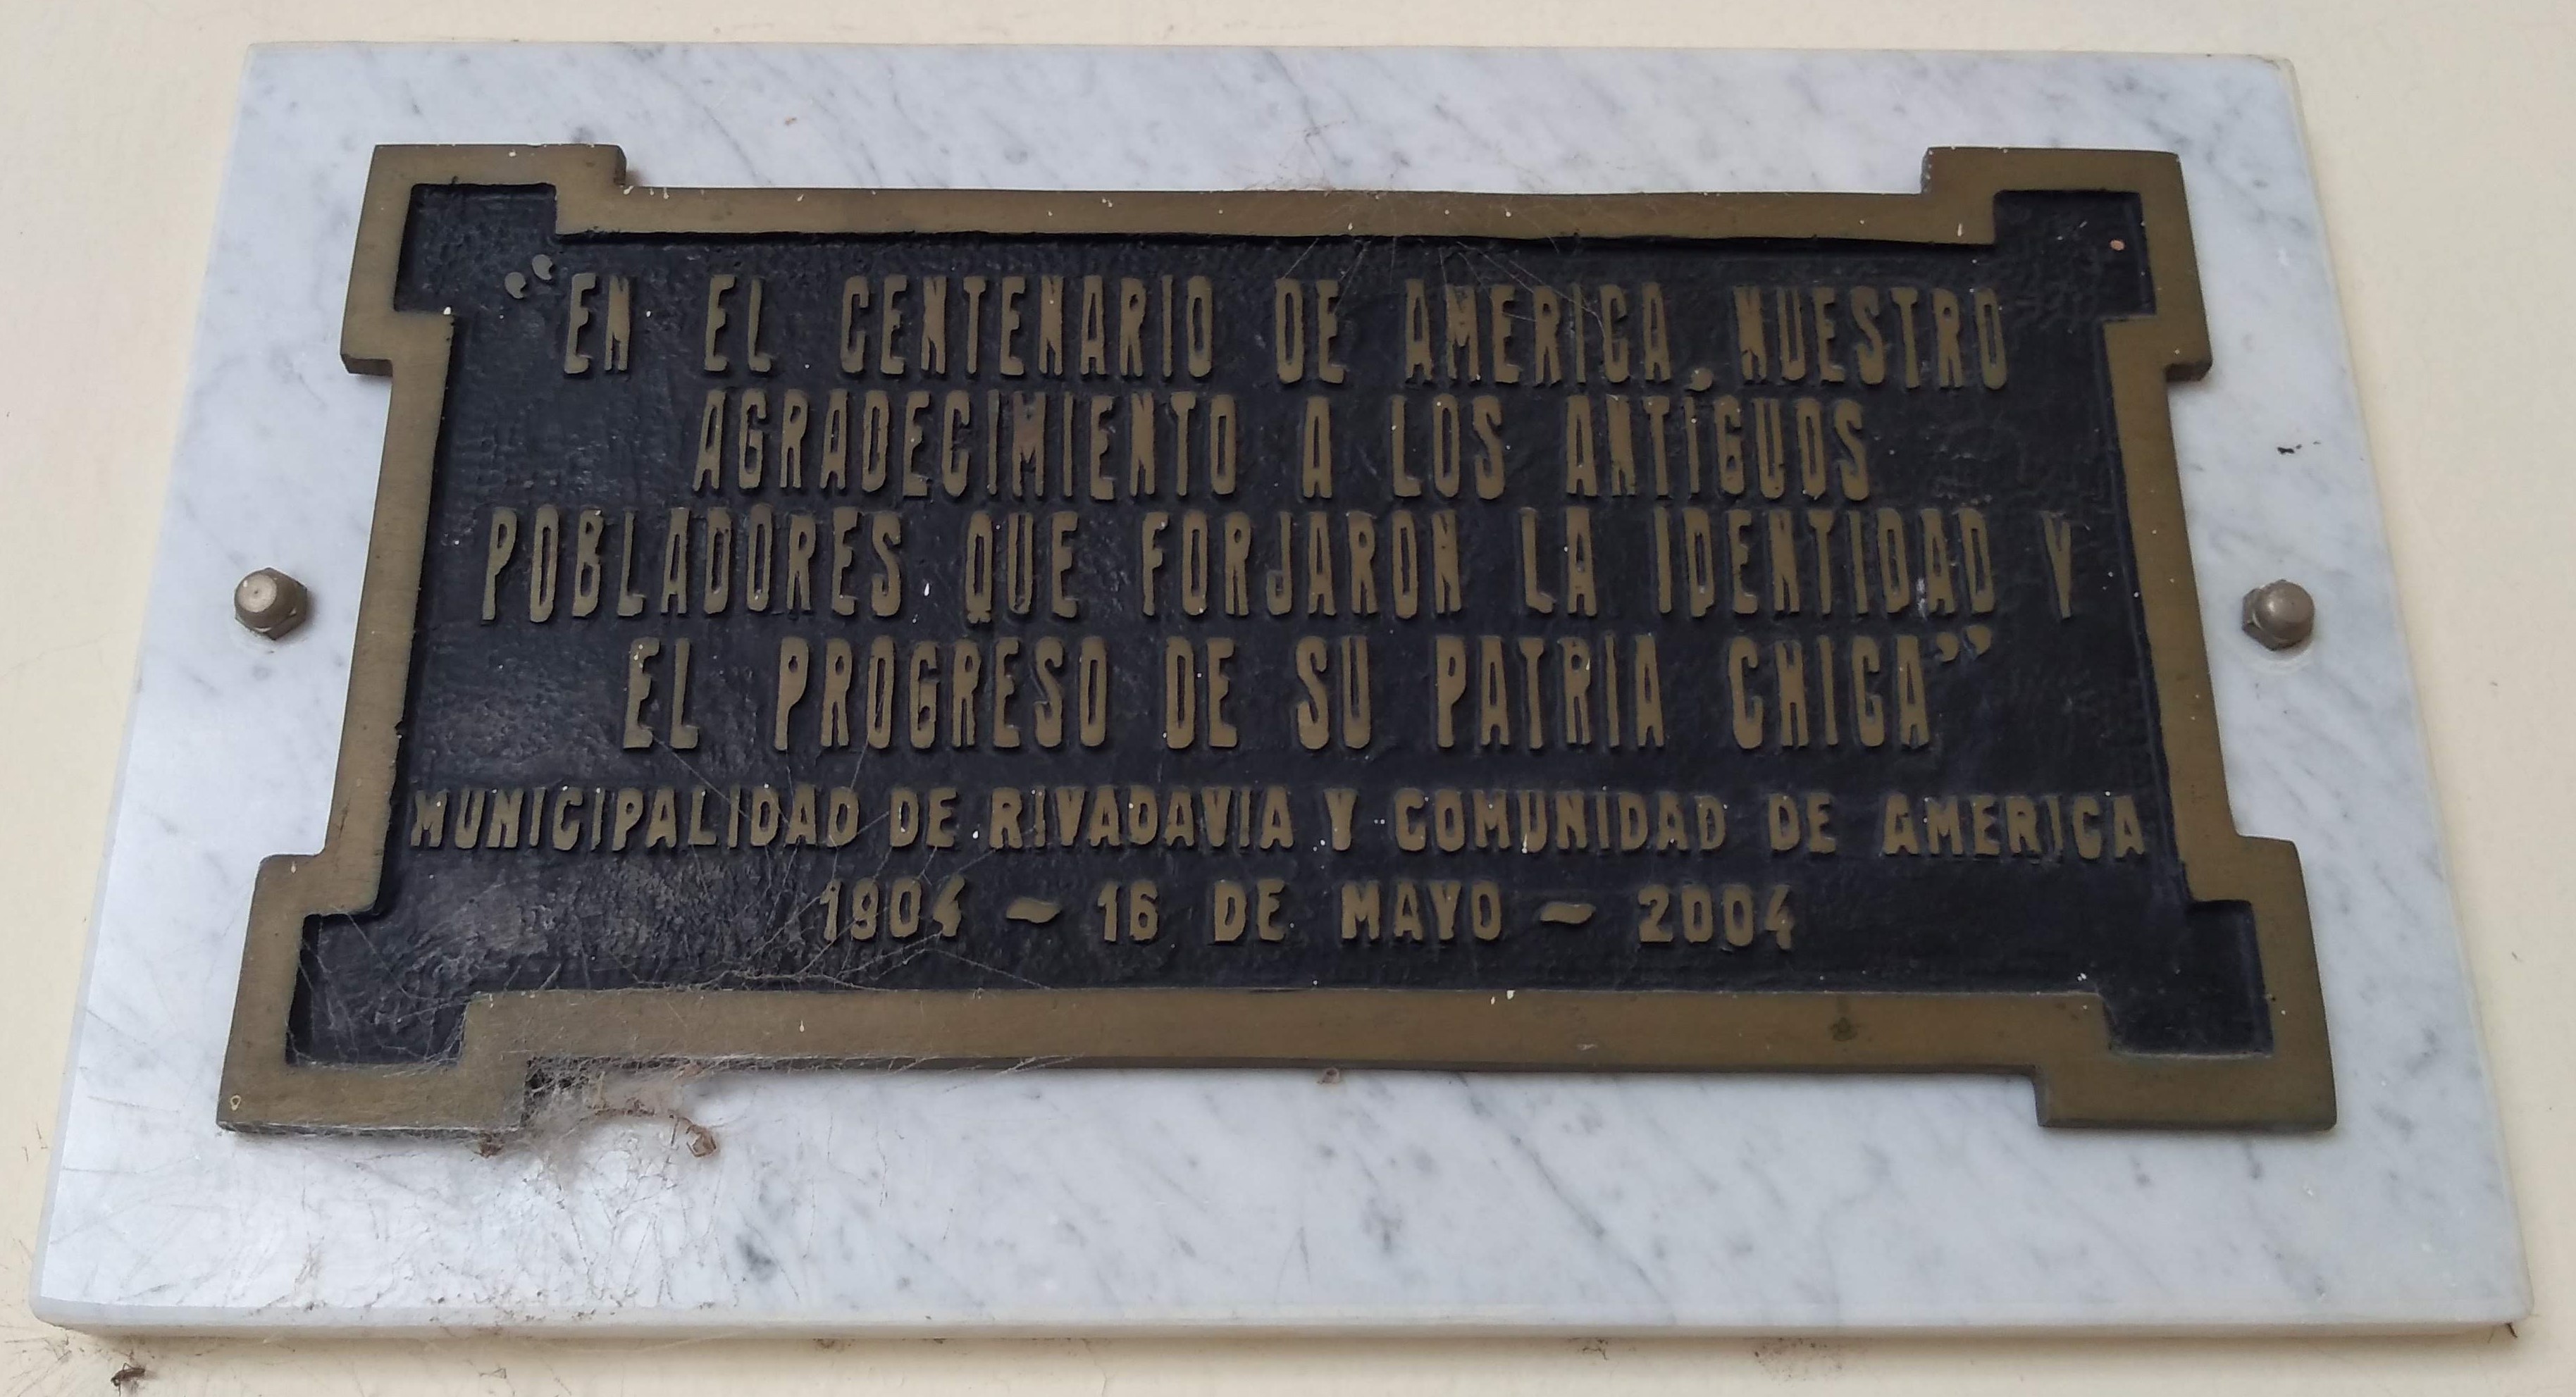 “EN EL CENTENARIO DE AMERICA, NUESTRO
AGRADECIMIENTO A LOS ANTIGUOS
POBLADORES QUE FORJARON LA IDENTIDAD Y
EL PROGRESO DE SU PATRIA CHICA”
MUNICIPALIDAD DE RIVADAVIA Y COMUNIDAD DE AMERICA
1904 ~ 16 DE MAYO ~ 2004